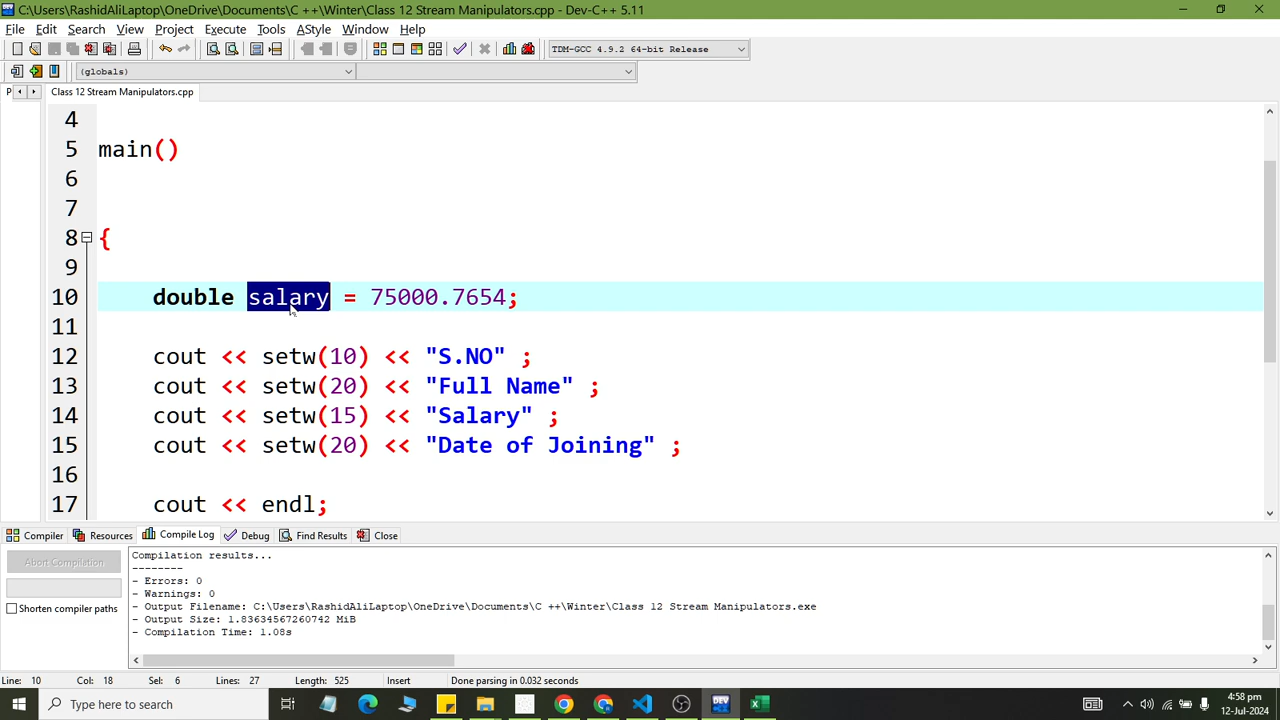 C:\Users\RashidAliLaptop\OneDrive\Documents\C ++\Winter\Class 12 Stream Manipulators.cpp - Dev-C++ 5.11
File Edit Search View Project Execute Tools AStyle Window Help
TDM-GCC 4.9.2 64-bit Release
(globals)
P Class 12 Stream Manipulators.cpp
4
5 main()
6
7
8 {
9
10 double salary = 75000.7654;
11
12 cout << setw(10) << "S.NO" ;
13 cout << setw(20) << "Full Name" ;
14 cout << setw(15) << "Salary" ;
15 cout << setw(20) << "Date of Joining" ;
16
17 cout << endl;
Compiler Resources Compile Log Debug Find Results Close
Abort Compilation
Shorten compiler paths
Compilation results...
--------
- Errors: 0
- Warnings: 0
- Output Filename: C:\Users\RashidAliLaptop\OneDrive\Documents\C ++\Winter\Class 12 Stream Manipulators.exe
- Output Size: 1.83634567260742 MiB
- Compilation Time: 1.08s
Line: 10 Col: 18 Sel: 6 Lines: 27 Length: 525 Insert Done parsing in 0.032 seconds
Type here to search
DEV
4:58 pm
12-Jul-2024